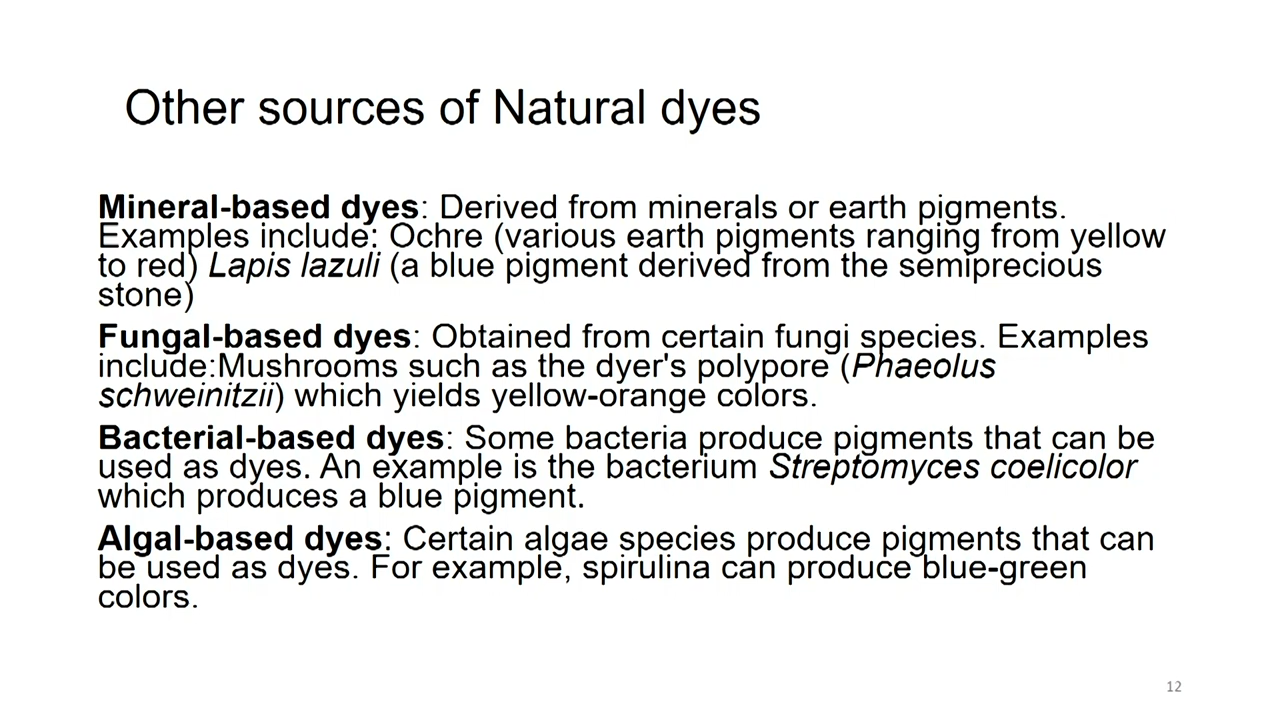 Other sources of Natural dyes
Mineral-based dyes: Derived from minerals or earth pigments.
Examples include: Ochre (various earth pigments ranging from yellow
to red) Lapis lazuli (a blue pigment derived from the semiprecious
stone)
Fungal-based dyes: Obtained from certain fungi species. Examples
include:Mushrooms such as the dyer's polypore (Phaeolus
schweinitzii) which yields yellow-orange colors.
Bacterial-based dyes: Some bacteria produce pigments that can be
used as dyes. An example is the bacterium Streptomyces coelicolor
which produces a blue pigment.
Algal-based dyes: Certain algae species produce pigments that can
be used as dyes. For example, spirulina can produce blue-green
colors.
12